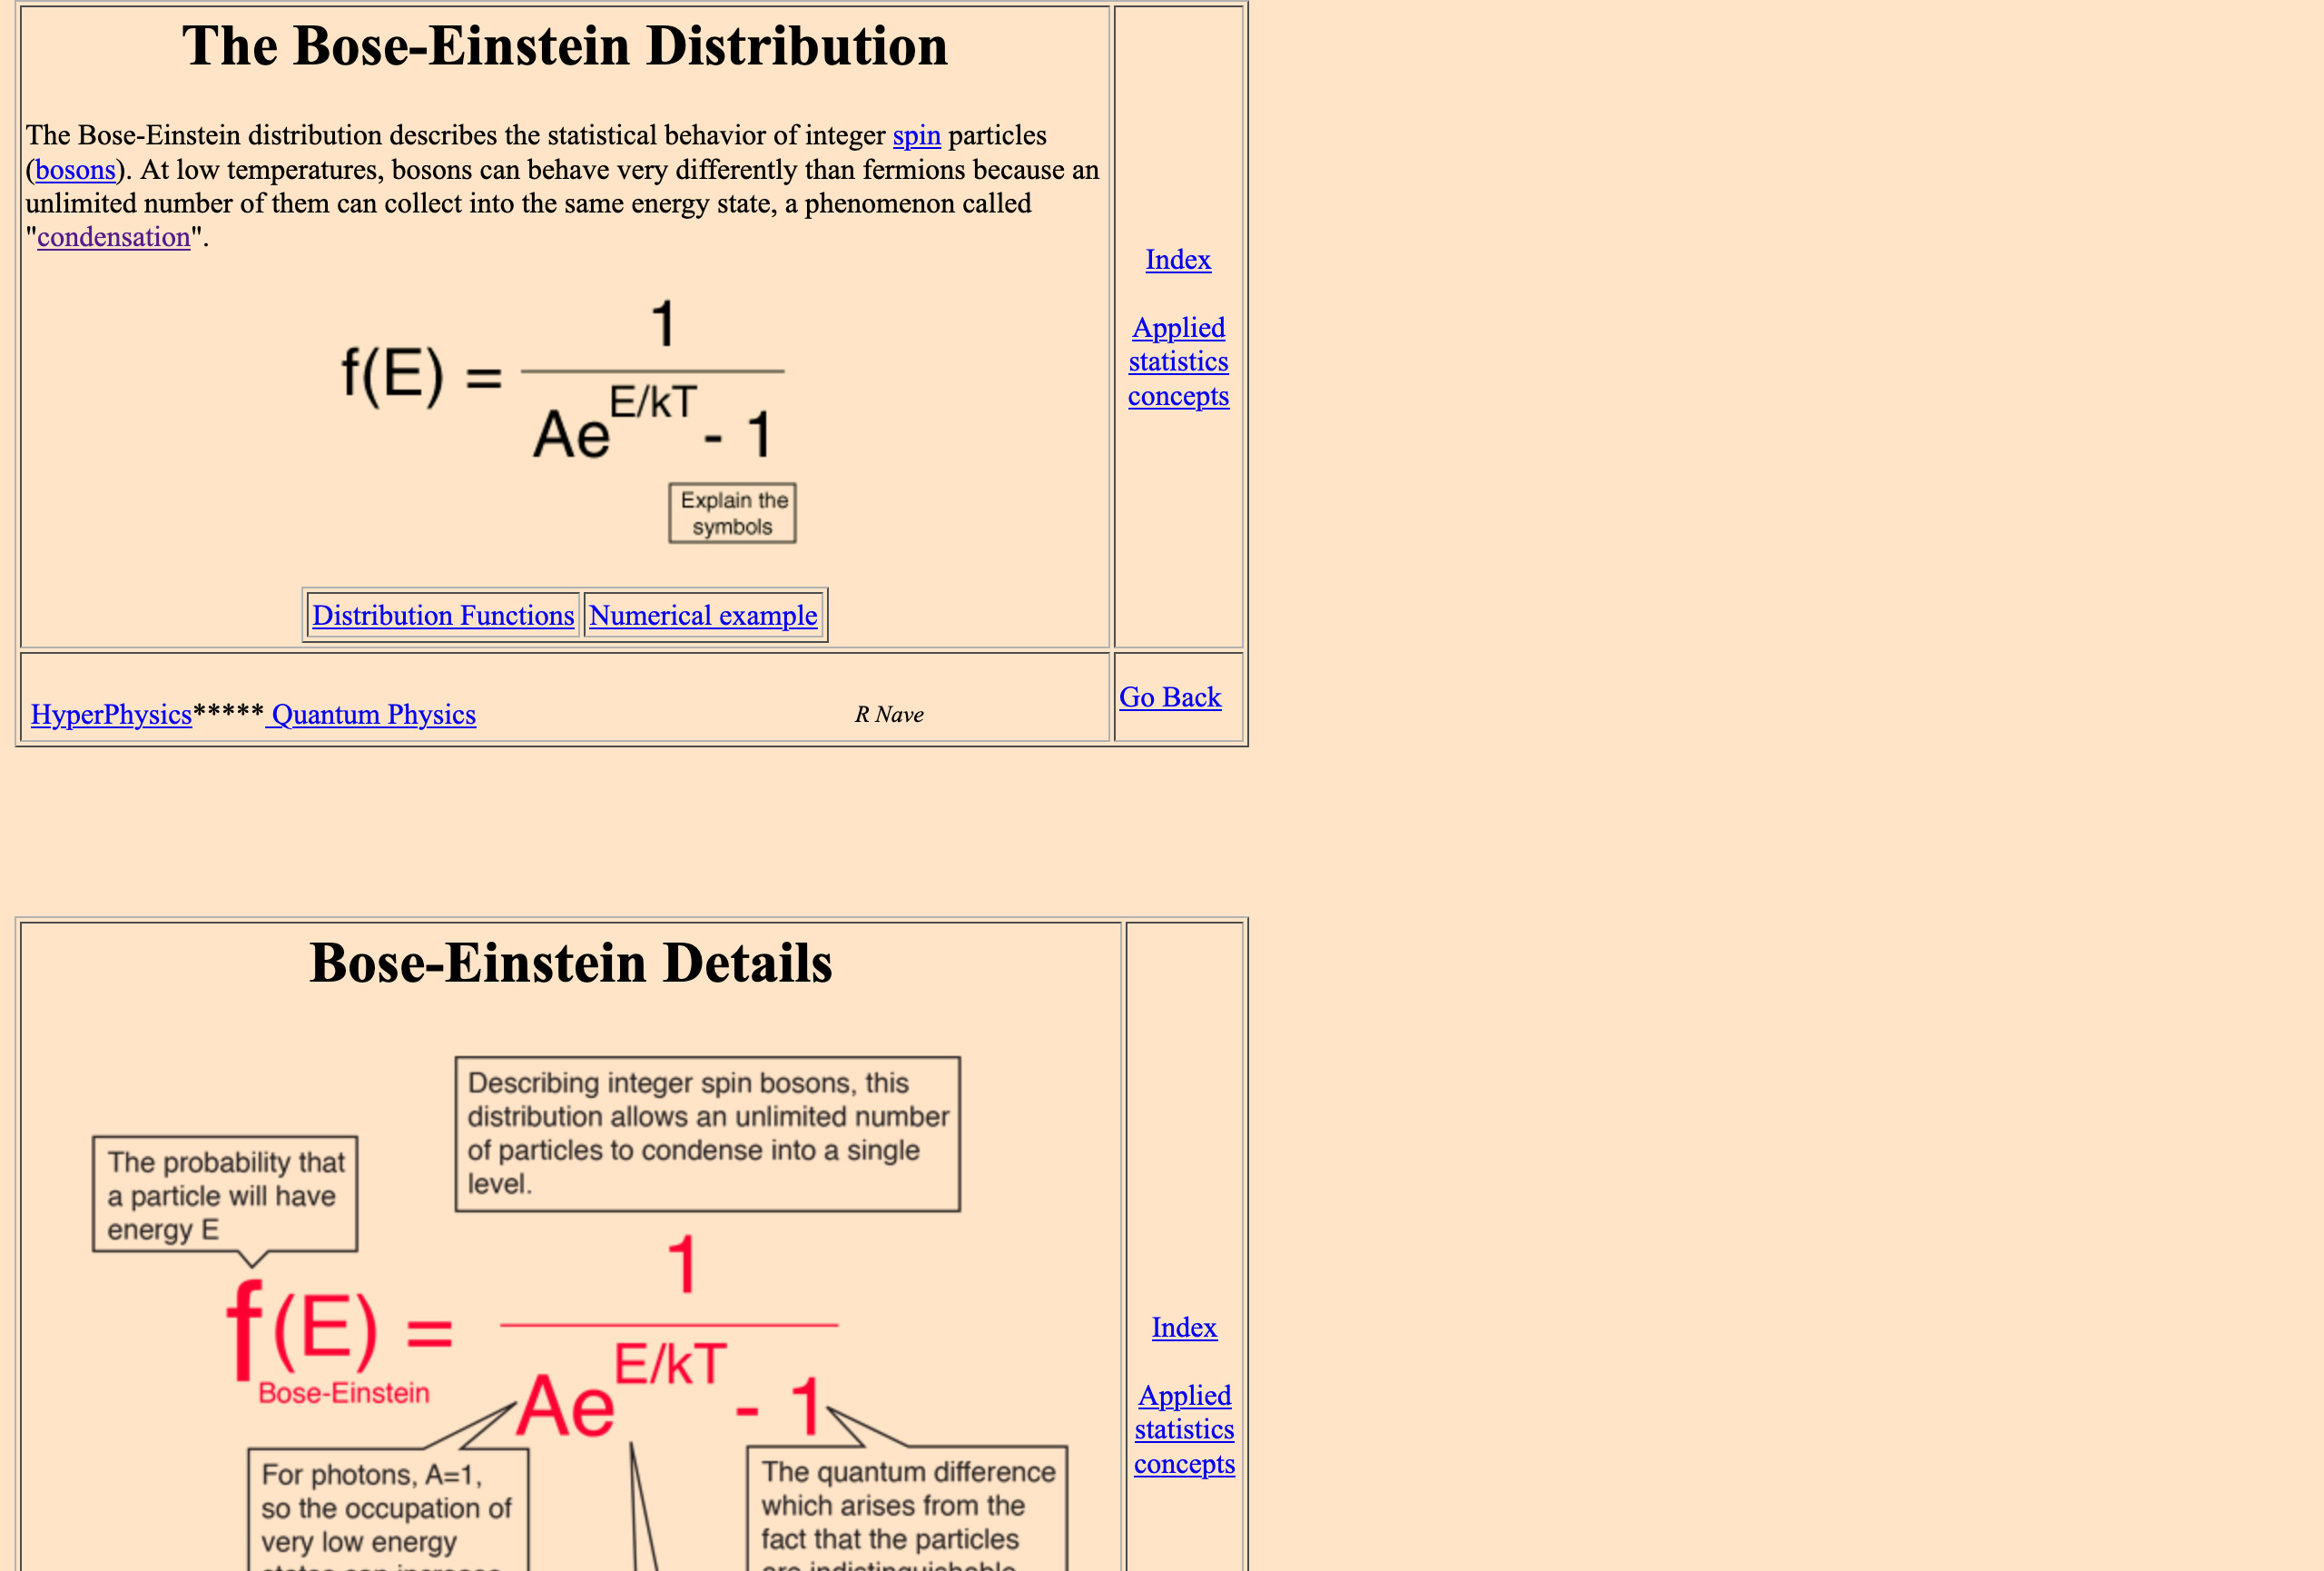 The Bose-Einstein Distribution
The Bose-Einstein distribution describes the statistical behavior of integer spin particles
(bosons). At low temperatures, bosons can behave very differently than fermions because an
unlimited number of them can collect into the same energy state, a phenomenon called
"condensation".
f(E) = 1 / Ae^E/kT - 1
Explain the
symbols
Distribution Functions Numerical example
Index
Applied
statistics
concepts
HyperPhysics***** Quantum Physics R Nave
Go Back
Bose-Einstein Details
Describing integer spin bosons, this
distribution allows an unlimited number
of particles to condense into a single
level.
The probability that
a particle will have
energy E
f(E) = 1 / Ae^E/kT - 1
Bose-Einstein
For photons, A=1,
so the occupation of
very low energy
states can increase
The quantum difference
which arises from the
fact that the particles
are indistinguishable
Index
Applied
statistics
concepts